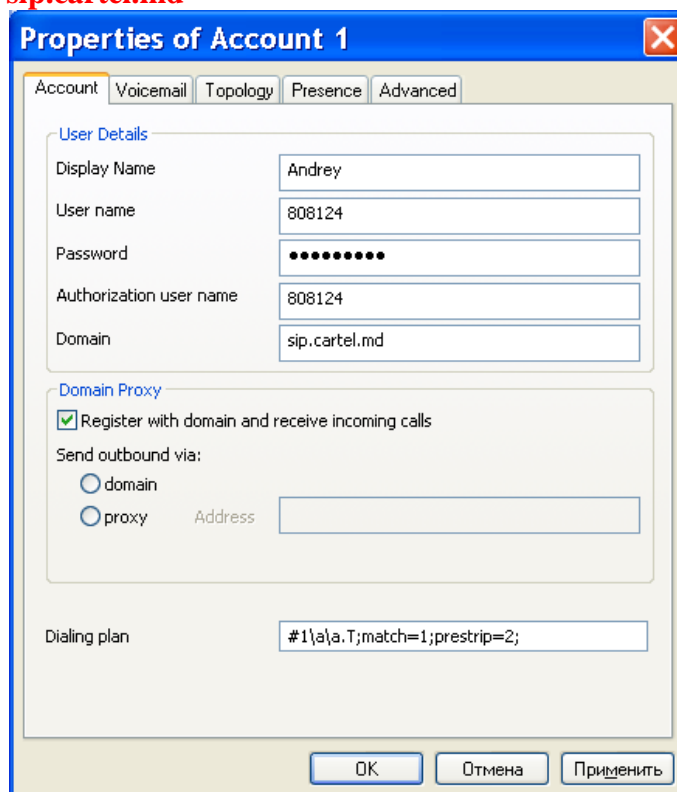 sip.cartel.md
Properties of Account 1
Account Voicemail Topology Presence Advanced
User Details
Display Name Andrey
User name 808124
Password •••••••••
Authorization user name 808124
Domain sip.cartel.md
Domain Proxy
Register with domain and receive incoming calls
Send outbound via:
domain
proxy Address
Dialing plan #1\a\a.T;match=1;prestrip=2;
OK Отмена Применить